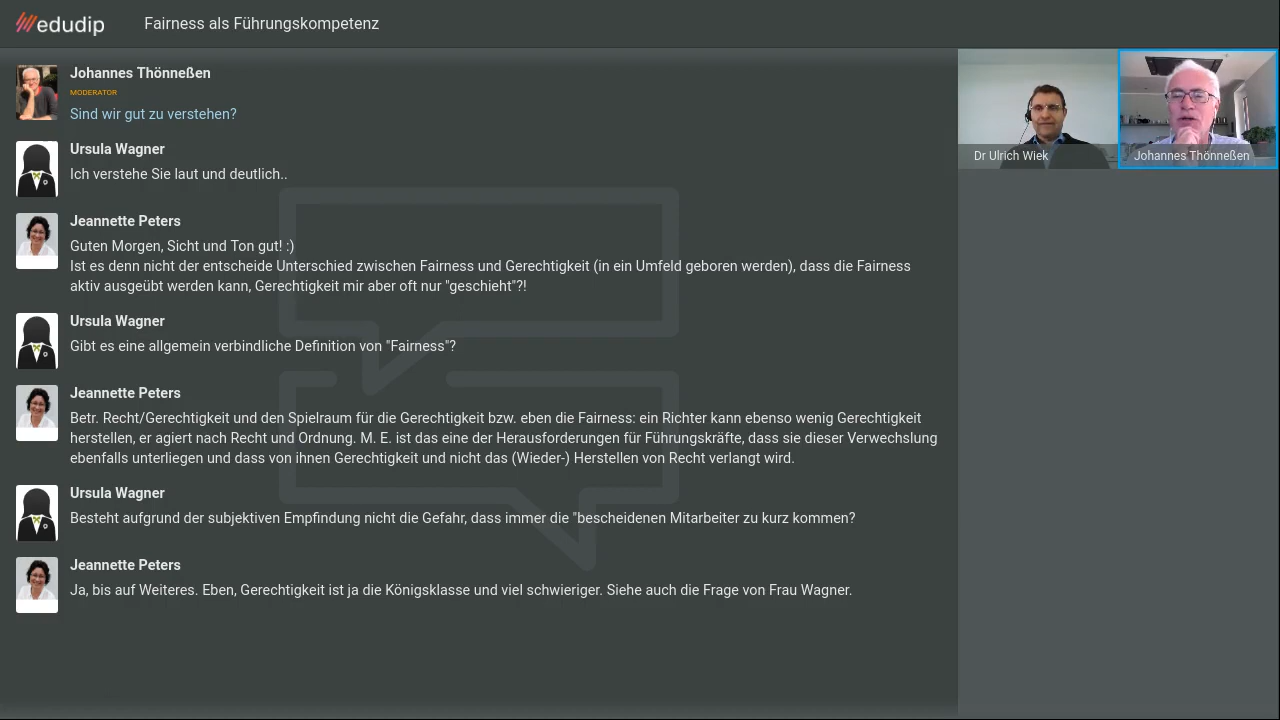 edudip
Fairness als Führungskompetenz
Johannes Thönneßen
MODERATOR
Sind wir gut zu verstehen?
Ursula Wagner
Ich verstehe Sie laut und deutlich..
Jeannette Peters
Guten Morgen, Sicht und Ton gut! :)
Ist es denn nicht der entscheide Unterschied zwischen Fairness und Gerechtigkeit (in ein Umfeld geboren werden), dass die Fairness
aktiv ausgeübt werden kann, Gerechtigkeit mir aber oft nur "geschieht"?!
Ursula Wagner
Gibt es eine allgemein verbindliche Definition von "Fairness"?
Jeannette Peters
Betr. Recht/Gerechtigkeit und den Spielraum für die Gerechtigkeit bzw. eben die Fairness: ein Richter kann ebenso wenig Gerechtigkeit
herstellen, er agiert nach Recht und Ordnung. M. E. ist das eine der Herausforderungen für Führungskräfte, dass sie dieser Verwechslung
ebenfalls unterliegen und dass von ihnen Gerechtigkeit und nicht das (Wieder-) Herstellen von Recht verlangt wird.
Ursula Wagner
Besteht aufgrund der subjektiven Empfindung nicht die Gefahr, dass immer die "bescheidenen Mitarbeiter zu kurz kommen?
Jeannette Peters
Ja, bis auf Weiteres. Eben, Gerechtigkeit ist ja die Königsklasse und viel schwieriger. Siehe auch die Frage von Frau Wagner.
Dr Ulrich Wiek
Johannes Thönneßen